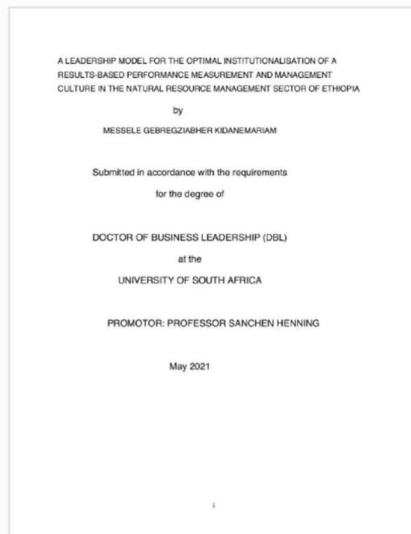 A LEADERSHIP MODEL FOR THE OPTIMAL INSTITUTIONALISATION OF A
RESULTS-BASED PERFORMANCE MEASUREMENT AND MANAGEMENT
CULTURE IN THE NATURAL RESOURCE MANAGEMENT SECTOR OF ETHIOPIA
by
MESSELE GEBREGZIABHER KIDANEMARIAM
Submitted in accordance with the requirements
for the degree of
DOCTOR OF BUSINESS LEADERSHIP (DBL)
at the
UNIVERSITY OF SOUTH AFRICA
PROMOTOR: PROFESSOR SANCHEN HENNING
May 2021
i